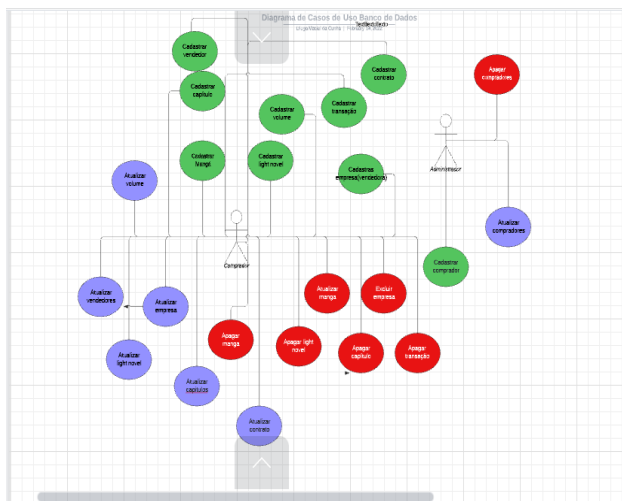 Diagrama de Casos de Uso Banco de Dados
Cadastrar
vendedor
Cadastrar
contrato
Apagar
compradores
Cadastrar
capítulo
Cadastrar
transação
Cadastrar
volume
Cadastrar
Mangá
Cadastrar
light novel
Cadastras
empresa(vendedora)
Administrador
Atualizar
volume
Atualizar
compradores
Comprador
Cadastrar
comprador
Atualizar
vendedores
Atualizar
empresa
Atualizar
manga
Excluir
empresa
Apagar
manga
Apagar light
novel
Apagar
capítulo
Apagar
transação
Atualizar
light novel
Atualizar
capítulos
Atualizar
contrato